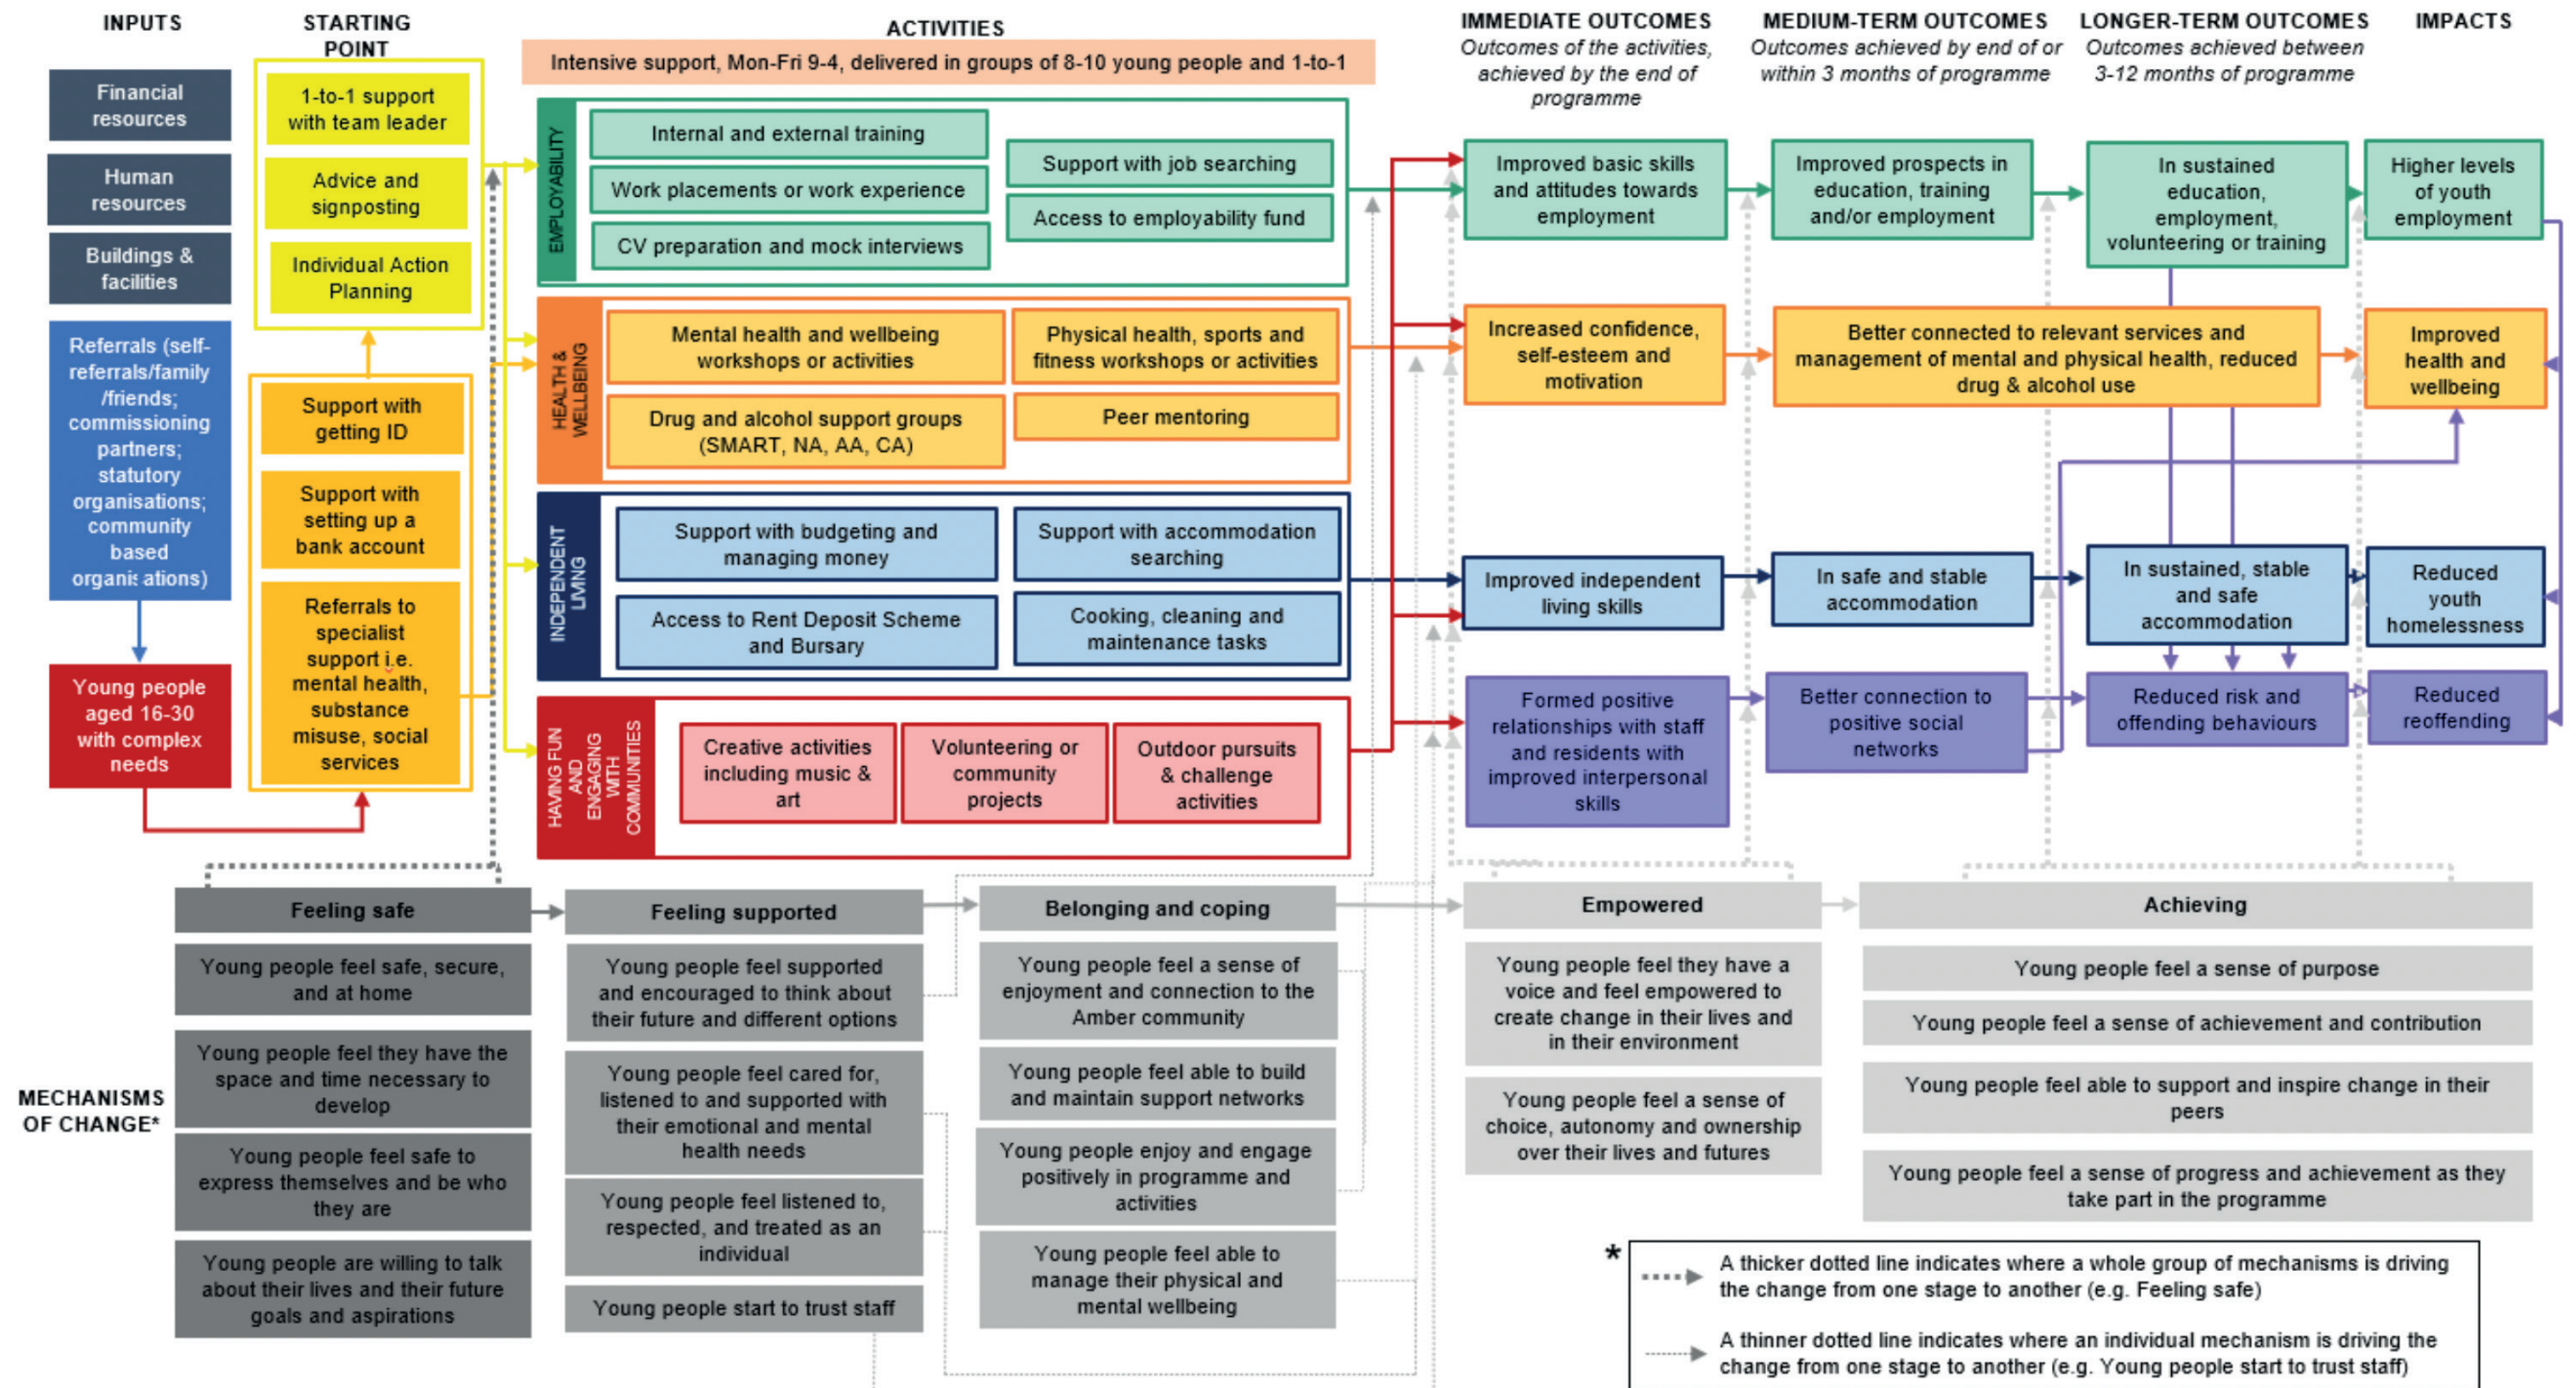 INPUTS
Financial
resources
Human
resources
Buildings &
facilities
Referrals (self-
referrals/family
/friends;
commissioning
partners;
statutory
organisations;
community
based
organisations)
Young people
aged 16-30
with complex
needs
STARTING
POINT
1-to-1 support
with team leader
Advice and
signposting
Individual Action
Planning
Support with
getting ID
Support with
setting up a
bank account
Referrals to
specialist
support i.e.
mental health,
substance
misuse, social
services
ACTIVITIES
Intensive support, Mon-Fri 9-4, delivered in groups of 8-10 young people and 1-to-1
EMPLOYABILITY
Internal and external training
Work placements or work experience
CV preparation and mock interviews
Support with job searching
Access to employability fund
HEALTH &
WELLBEING
Mental health and wellbeing
workshops or activities
Physical health, sports and
fitness workshops or activities
Drug and alcohol support groups
(SMART, NA, AA, CA)
Peer mentoring
INDEPENDENT
LIVING
Support with budgeting and
managing money
Support with accommodation
searching
Access to Rent Deposit Scheme
and Bursary
Cooking, cleaning and
maintenance tasks
HAVING FUN
AND
ENGAGING
WITH
COMMUNITIES
Creative activities
including music &
art
Volunteering or
community
projects
Outdoor pursuits
& challenge
activities
IMMEDIATE OUTCOMES
Outcomes of the activities,
achieved by the end of
programme
Improved basic skills
and attitudes towards
employment
Increased confidence,
self-esteem and
motivation
Improved independent
living skills
Formed positive
relationships with staff
and residents with
improved interpersonal
skills
MEDIUM-TERM OUTCOMES
Outcomes achieved by end of or
within 3 months of programme
Improved prospects in
education, training
and/or employment
Better connected to relevant services and
management of mental and physical health, reduced
drug & alcohol use
In safe and stable
accommodation
Better connection to
positive social
networks
LONGER-TERM OUTCOMES
Outcomes achieved between
3-12 months of programme
In sustained
education,
employment,
volunteering or training
In sustained, stable
and safe
accommodation
Reduced risk and
offending behaviours
IMPACTS
Higher levels
of youth
employment
Improved
health and
wellbeing
Reduced
youth
homelessness
Reduced
reoffending
MECHANISMS
OF CHANGE*
Feeling safe
Young people feel safe, secure,
and at home
Young people feel they have the
space and time necessary to
develop
Young people feel safe to
express themselves and be who
they are
Young people are willing to talk
about their lives and their future
goals and aspirations
Feeling supported
Young people feel supported
and encouraged to think about
their future and different options
Young people feel cared for,
listened to and supported with
their emotional and mental
health needs
Young people feel listened to,
respected, and treated as an
individual
Young people start to trust staff
Belonging and coping
Young people feel a sense of
enjoyment and connection to the
Amber community
Young people feel able to build
and maintain support networks
Young people enjoy and engage
positively in programme and
activities
Young people feel able to
manage their physical and
mental wellbeing
Empowered
Young people feel they have a
voice and feel empowered to
create change in their lives and
in their environment
Young people feel a sense of
choice, autonomy and ownership
over their lives and futures
Achieving
Young people feel a sense of purpose
Young people feel a sense of achievement and contribution
Young people feel able to support and inspire change in their
peers
Young people feel a sense of progress and achievement as they
take part in the programme
*
A thicker dotted line indicates where a whole group of mechanisms is driving
the change from one stage to another (e.g. Feeling safe)
A thinner dotted line indicates where an individual mechanism is driving the
change from one stage to another (e.g. Young people start to trust staff)